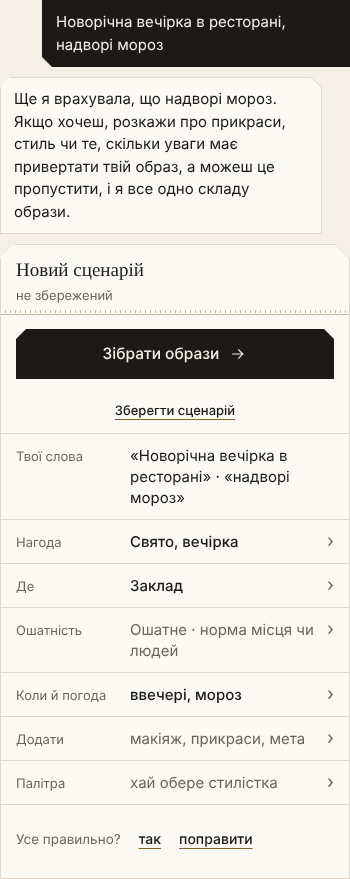 Новорічна вечірка в ресторані,
надворі мороз
Ще я врахувала, що надворі мороз.
Якщо хочеш, розкажи про прикраси,
стиль чи те, скільки уваги має
привертати твій образ, а можеш це
пропустити, і я все одно складу
образи.
Новий сценарій
не збережений
Зібрати образи →
Зберегти сценарій
Твої слова
«Новорічна вечірка в
ресторані» · «надворі
мороз»
Нагода
Свято, вечірка
Де
Заклад
Ошатність
Ошатне · норма місця чи
людей
Коли й погода
ввечері, мороз
Додати
макіяж, прикраси, мета
Палітра
хай обере стилістка
Усе правильно? так поправити